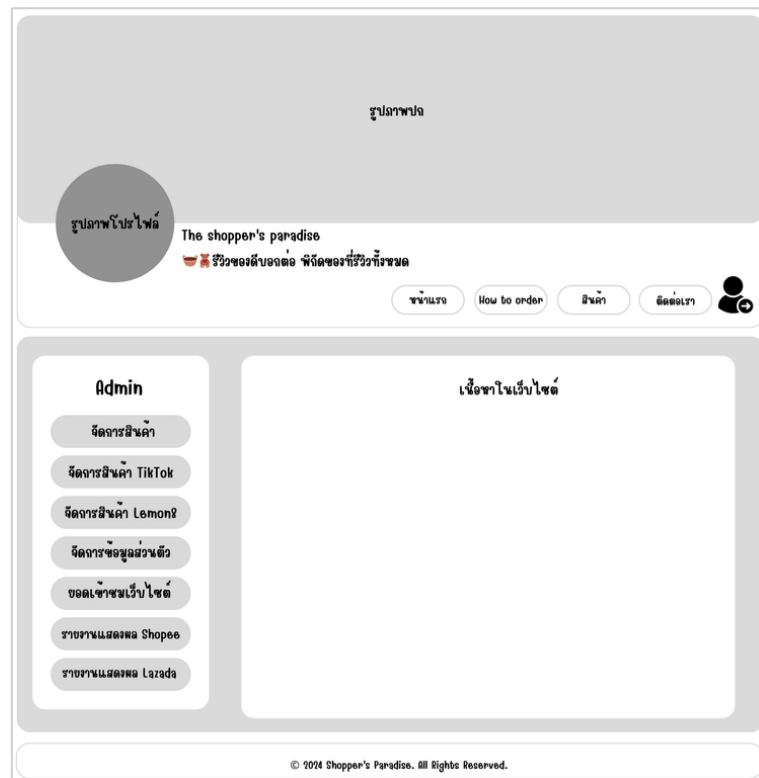 รูปภาพปก
รูปภาพโปรไฟล์
The shopper's paradise
รีวิวของดีบอกต่อ พิกัดของที่รีวิวทั้งหมด
หน้าแรก
How to order
สินค้า
ติดต่อเรา
Admin
จัดการสินค้า
จัดการสินค้า TikTok
จัดการสินค้า Lemon8
จัดการข้อมูลส่วนตัว
ยอดเข้าชมเว็บไซต์
รายงานแสดงผล Shopee
รายงานแสดงผล Lazada
เนื้อหาในเว็บไซต์
© 2024 Shopper's Paradise. All Rights Reserved.